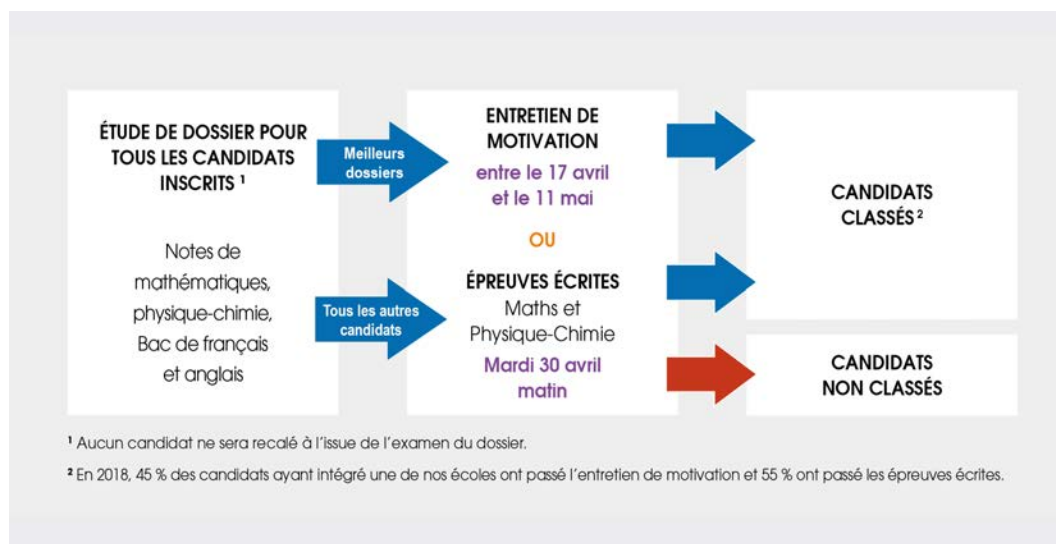 ÉTUDE DE DOSSIER POUR
TOUS LES CANDIDATS
INSCRITS ¹
Notes de
mathématiques,
physique-chimie,
Bac de français
et anglais
Meilleurs
dossiers
Tous les autres
candidats
ENTRETIEN DE
MOTIVATION
entre le 17 avril
et le 11 mai
OU
ÉPREUVES ÉCRITES
Maths et
Physique-Chimie
Mardi 30 avril
matin
CANDIDATS
CLASSÉS ²
CANDIDATS
NON CLASSÉS
¹ Aucun candidat ne sera recalé à l'issue de l'examen du dossier.
² En 2018, 45 % des candidats ayant intégré une de nos écoles ont passé l'entretien de motivation et 55 % ont passé les épreuves écrites.